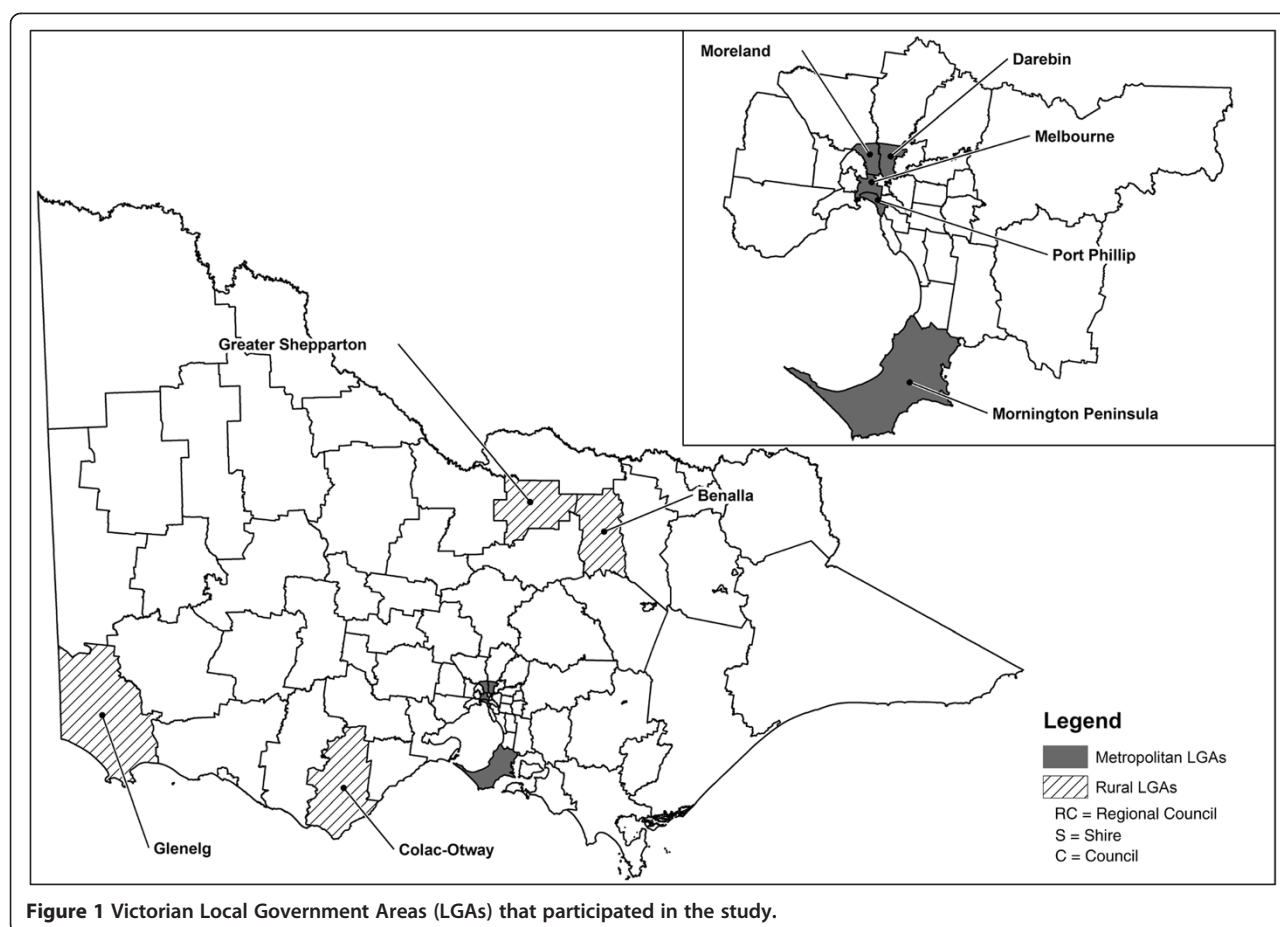 Moreland
Darebin
Melbourne
Port Phillip
Mornington Peninsula
Greater Shepparton
Benalla
Glenelg
Colac-Otway
Legend
Metropolitan LGAs
Rural LGAs
RC = Regional Council
S = Shire
C = Council
Figure 1 Victorian Local Government Areas (LGAs) that participated in the study.